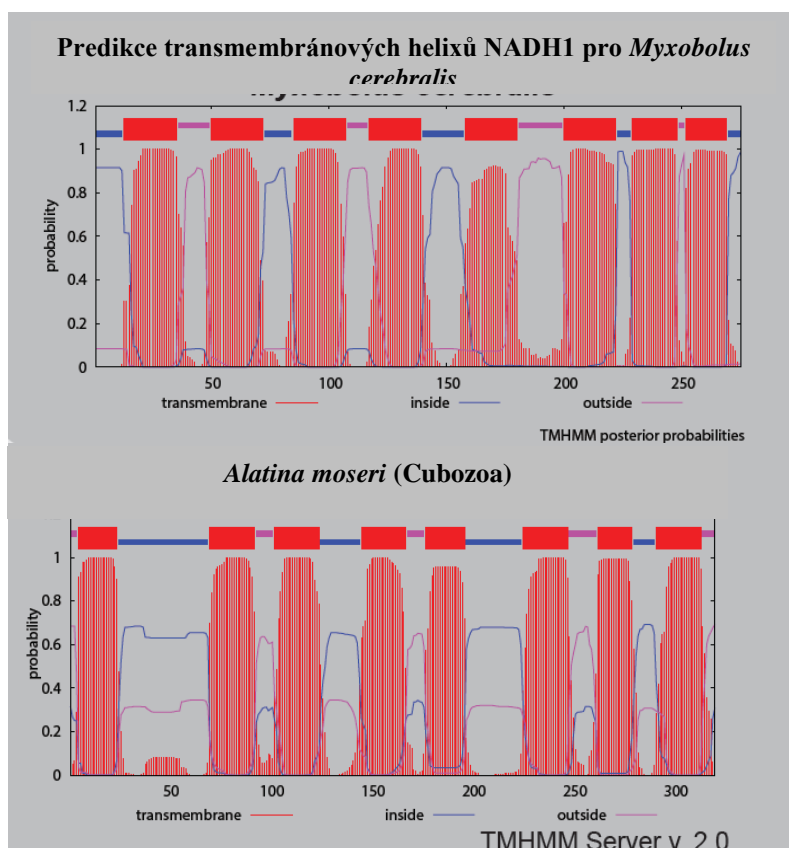 Predikce transmembránových helixů NADH1 pro Myxobolus
cerebralis
Myxobolus cerebralis
1.2
1
0.8
0.6
0.4
0.2
0
probability
50
100
150
200
250
transmembrane
inside
outside
TMHMM posterior probabilities
Alatina moseri (Cubozoa)
1
0.8
0.6
0.4
0.2
0
probability
50
100
150
200
250
300
transmembrane
inside
outside
TMHMM Server v. 2.0